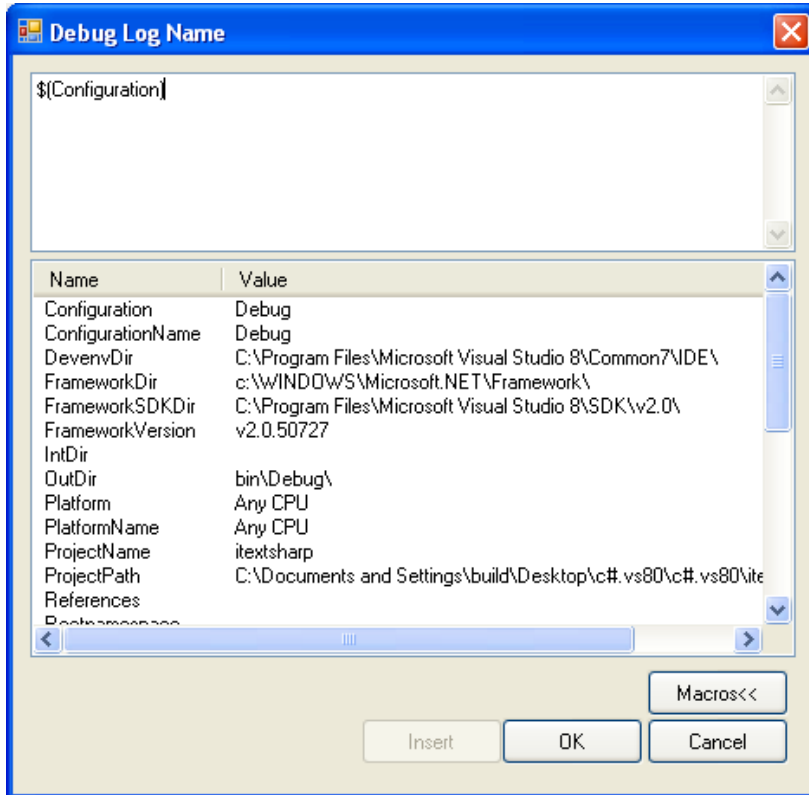 Debug Log Name
$(Configuration)
Name Value
Configuration Debug
ConfigurationName Debug
DevenvDir C:\Program Files\Microsoft Visual Studio 8\Common7\IDE\
FrameworkDir c:\WINDOWS\Microsoft.NET\Framework\
FrameworkSDKDir C:\Program Files\Microsoft Visual Studio 8\SDK\v2.0\
FrameworkVersion v2.0.50727
IntDir
OutDir bin\Debug\
Platform Any CPU
PlatformName Any CPU
ProjectName itextsharp
ProjectPath C:\Documents and Settings\build\Desktop\c#.vs80\c#.vs80\ite
References
Macros<<
Insert OK Cancel